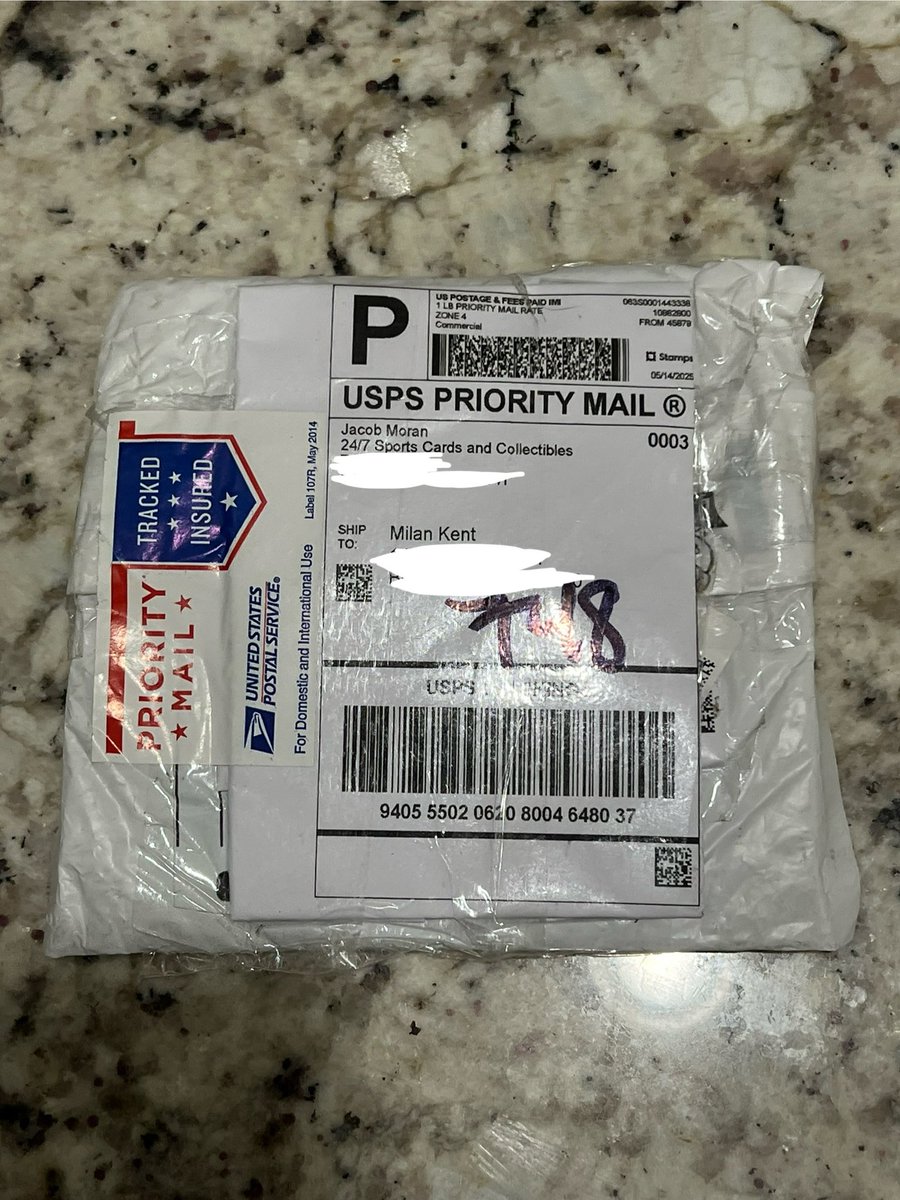 P
US POSTAGE & FEES PAID IMI
1 LB PRIORITY MAIL RATE
ZONE 4
Commercial
063S0001443338
10882800
FROM 45879
Stamps
05/14/2025
USPS PRIORITY MAIL ®
Jacob Moran
24/7 Sports Cards and Collectibles
0003
SHIP
TO:
Milan Kent
USPS
9405 5502 0620 8004 6480 37
PRIORITY
★ MAIL ★
TRACKED
★ ★ ★
INSURED
★
UNITED STATES
POSTAL SERVICE®
For Domestic and International Use
Label 107R, May 2014